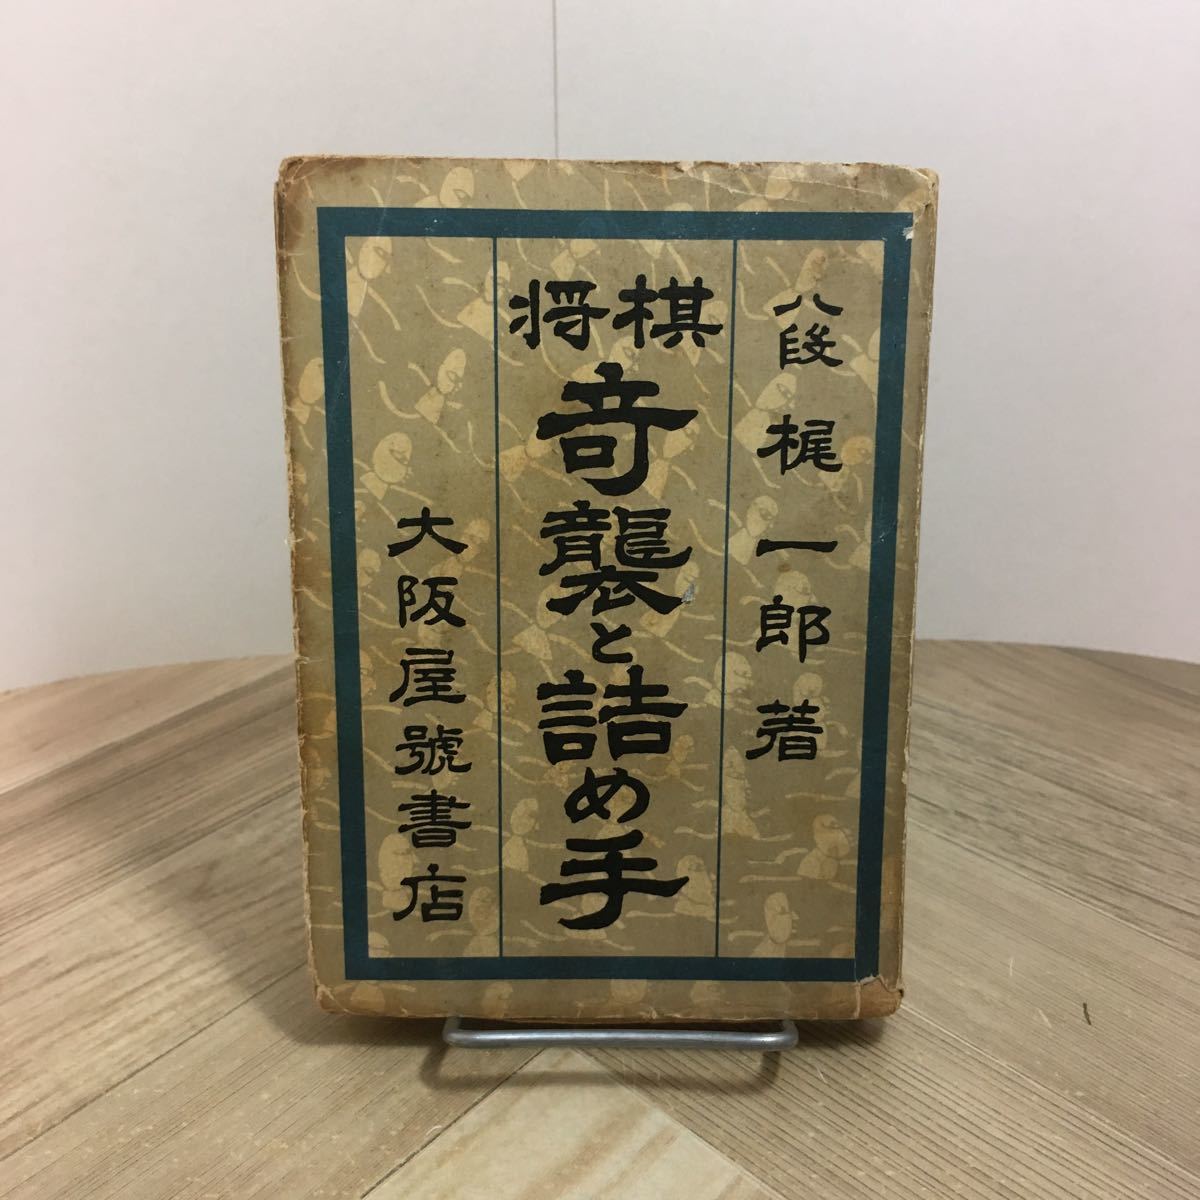 八段 梶一郎著
将棋
奇襲と詰め手
大阪屋號書店